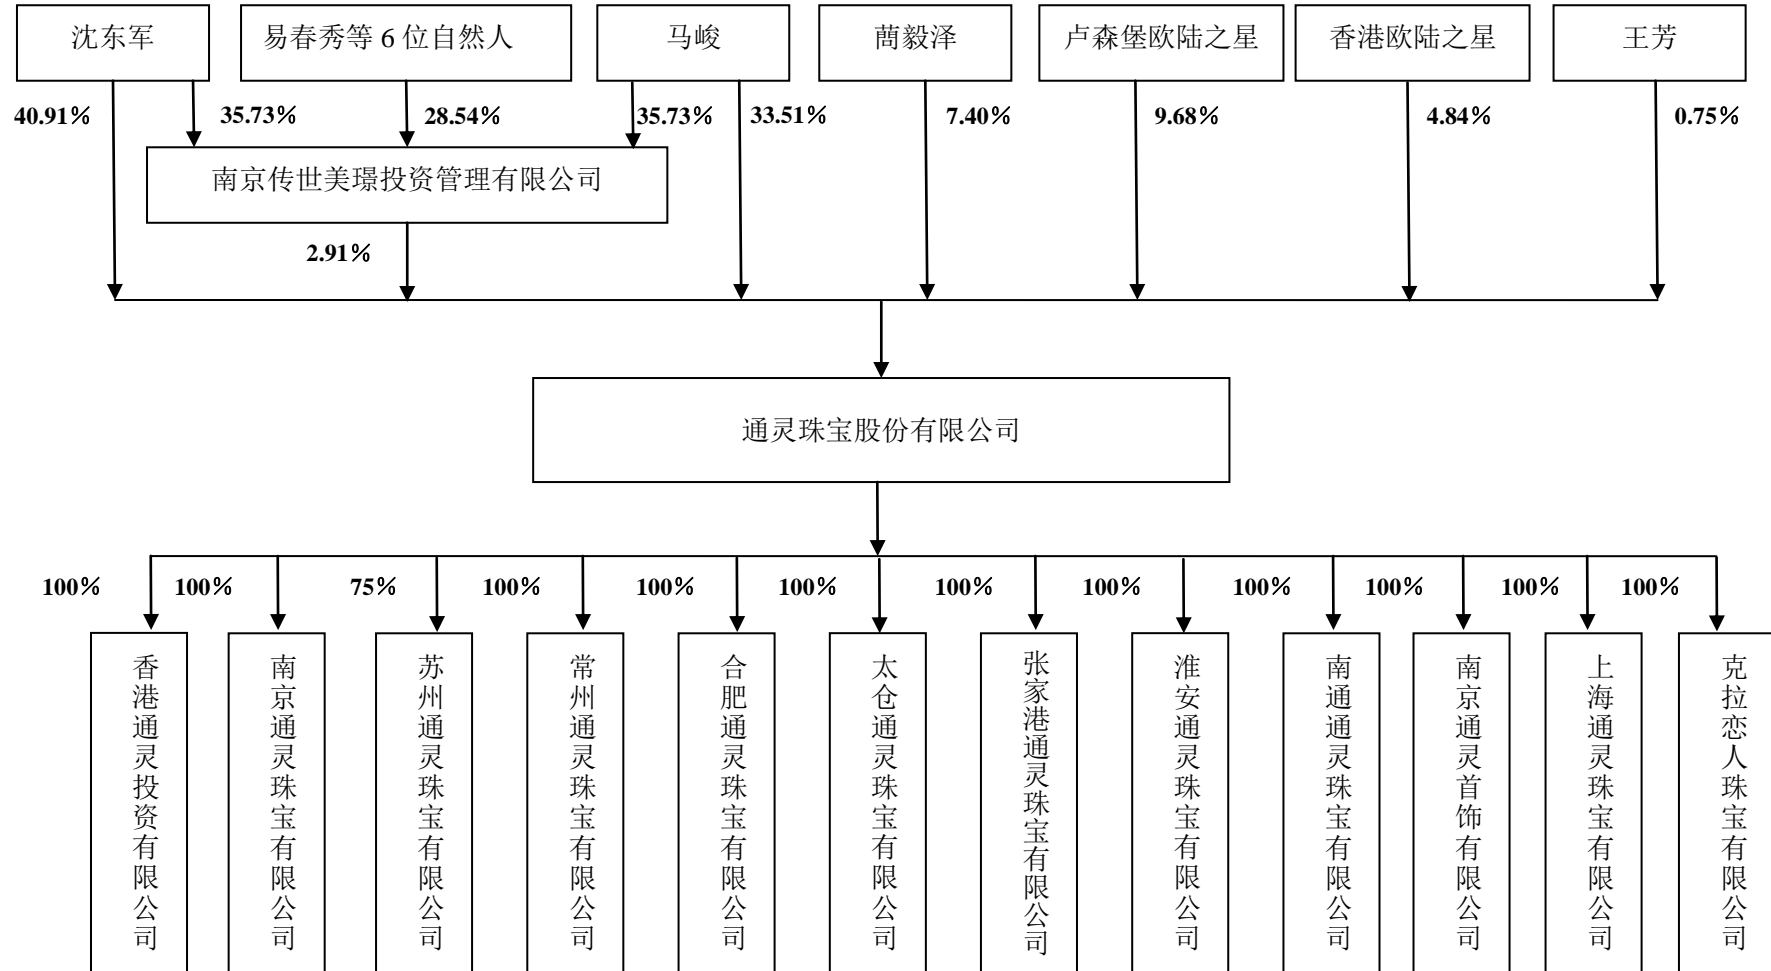 沈东军
易春秀等 6 位自然人
马峻
蔄毅泽
卢森堡欧陆之星
香港欧陆之星
王芳
40.91%
35.73%
28.54%
35.73%
33.51%
7.40%
9.68%
4.84%
0.75%
南京传世美璟投资管理有限公司
2.91%
通灵珠宝股份有限公司
100%
100%
75%
100%
100%
100%
100%
100%
100%
100%
100%
100%
香港通灵投资有限公司
南京通灵珠宝有限公司
苏州通灵珠宝有限公司
常州通灵珠宝有限公司
合肥通灵珠宝有限公司
太仓通灵珠宝有限公司
张家港通灵珠宝有限公司
淮安通灵珠宝有限公司
南通通灵珠宝有限公司
南京通灵首饰有限公司
上海通灵珠宝有限公司
克拉恋人珠宝有限公司